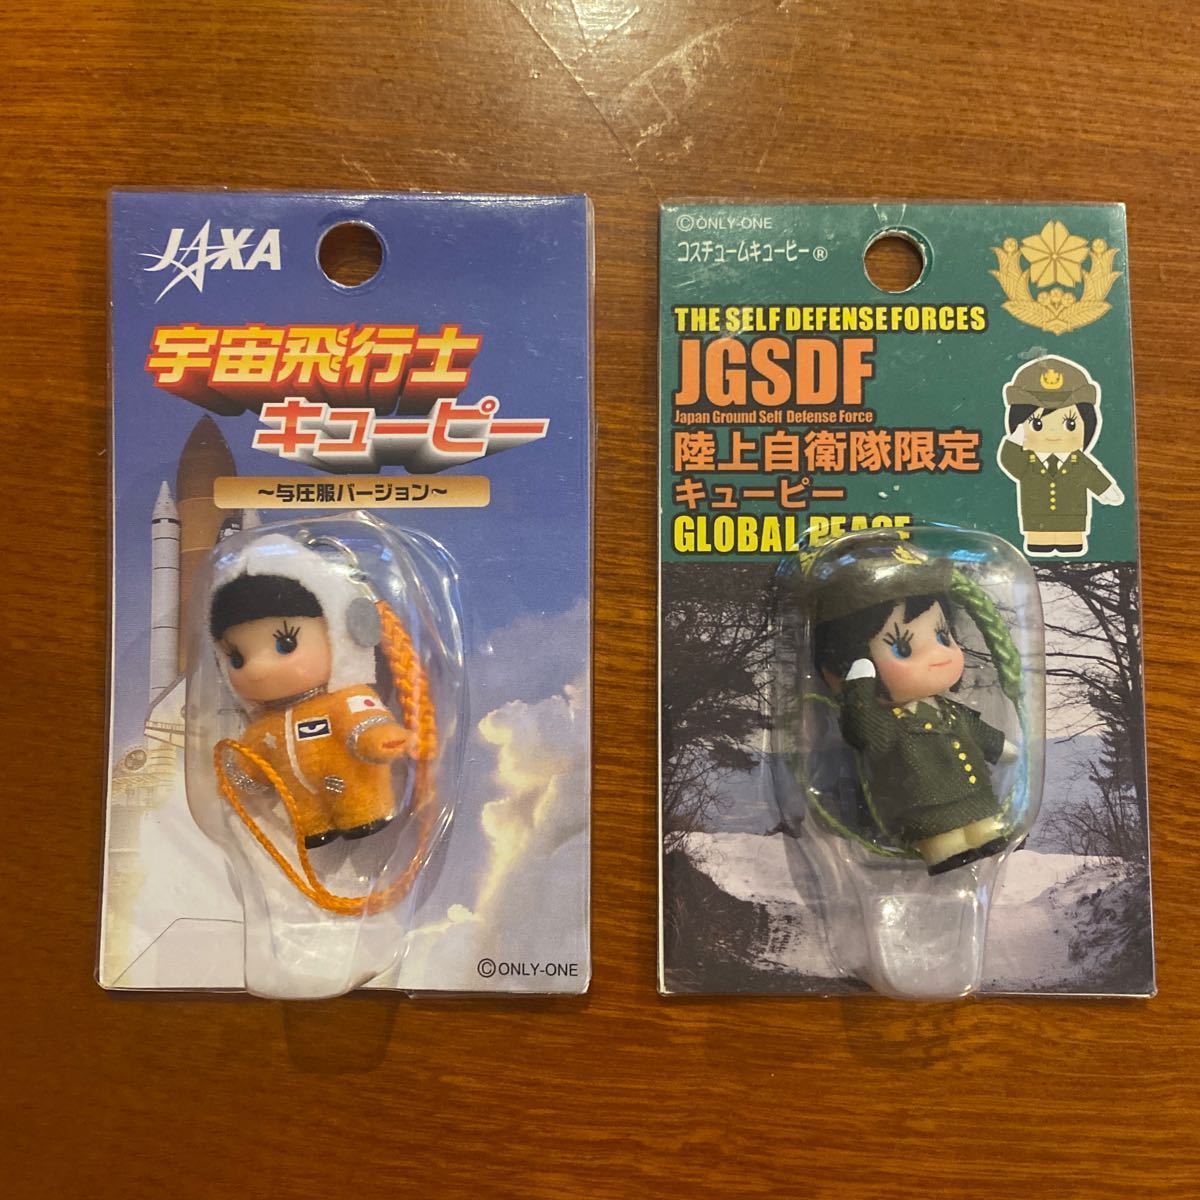 JAXA
宇宙飛行士
キューピー
～与圧服バージョン～
©ONLY-ONE
©ONLY-ONE
コスチュームキューピー®
THE SELF DEFENSE FORCES
JGSDF
Japan Ground Self Defense Force
陸上自衛隊限定
キューピー
GLOBAL PEACE